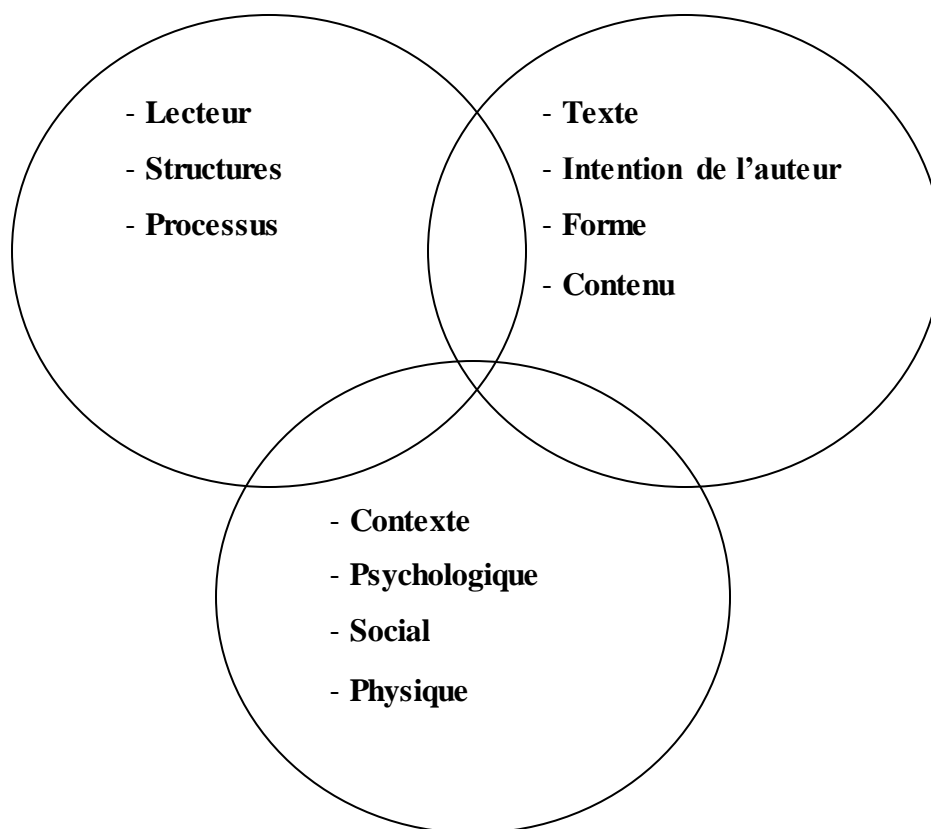 - Lecteur
- Structures
- Processus
- Texte
- Intention de l’auteur
- Forme
- Contenu
- Contexte
- Psychologique
- Social
- Physique